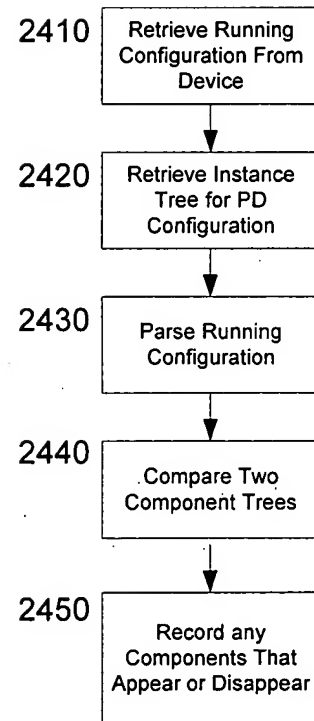 2410
Retrieve Running
Configuration From
Device
2420
Retrieve Instance
Tree for PD
Configuration
2430
Parse Running
Configuration
2440
Compare Two
Component Trees
2450
Record any
Components That
Appear or Disappear